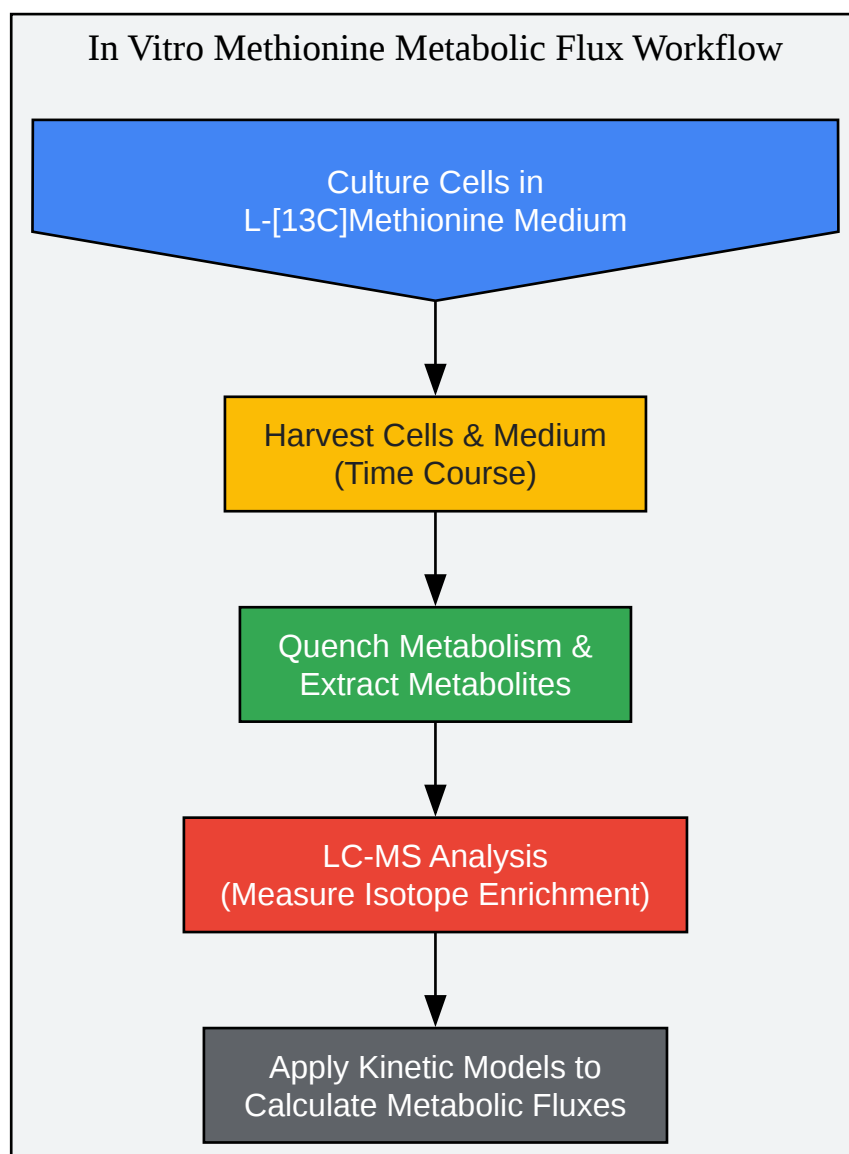 In Vitro Methionine Metabolic Flux Workflow
Culture Cells in
L-[13C]Methionine Medium
Harvest Cells & Medium
(Time Course)
Quench Metabolism &
Extract Metabolites
LC-MS Analysis
(Measure Isotope Enrichment)
Apply Kinetic Models to
Calculate Metabolic Fluxes